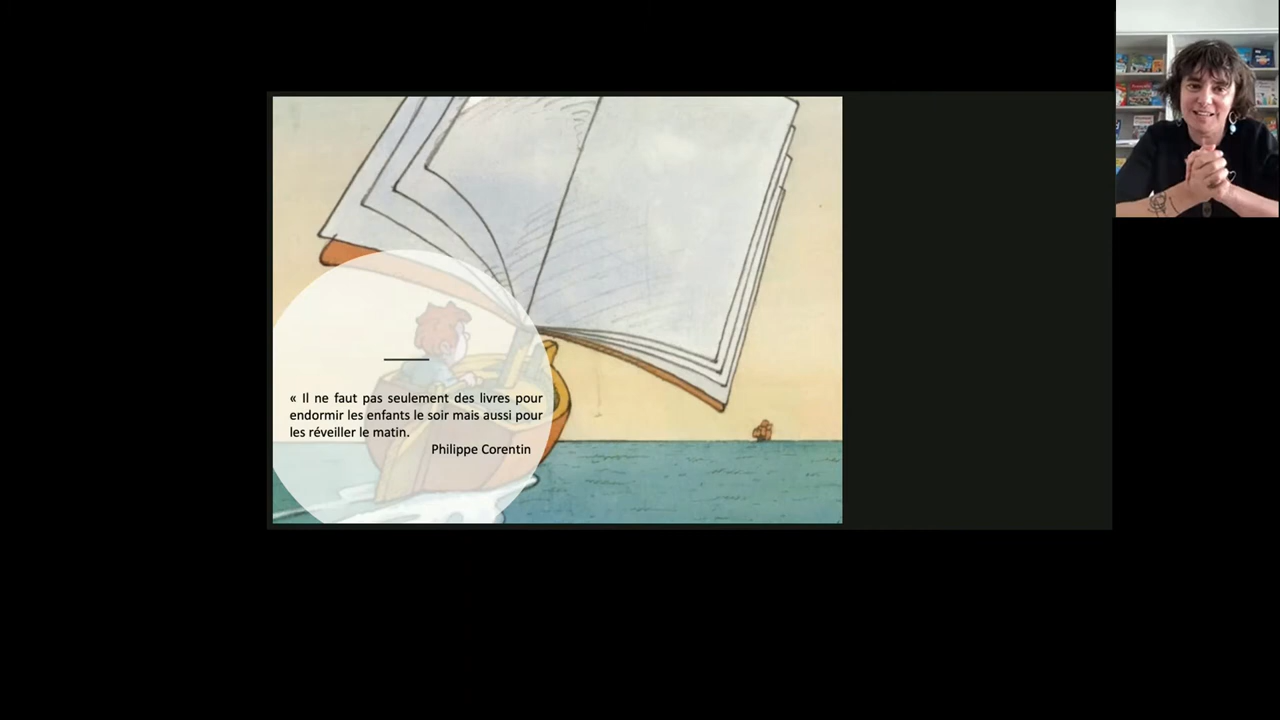 « Il ne faut pas seulement des livres pour
endormir les enfants le soir mais aussi pour
les réveiller le matin.
Philippe Corentin